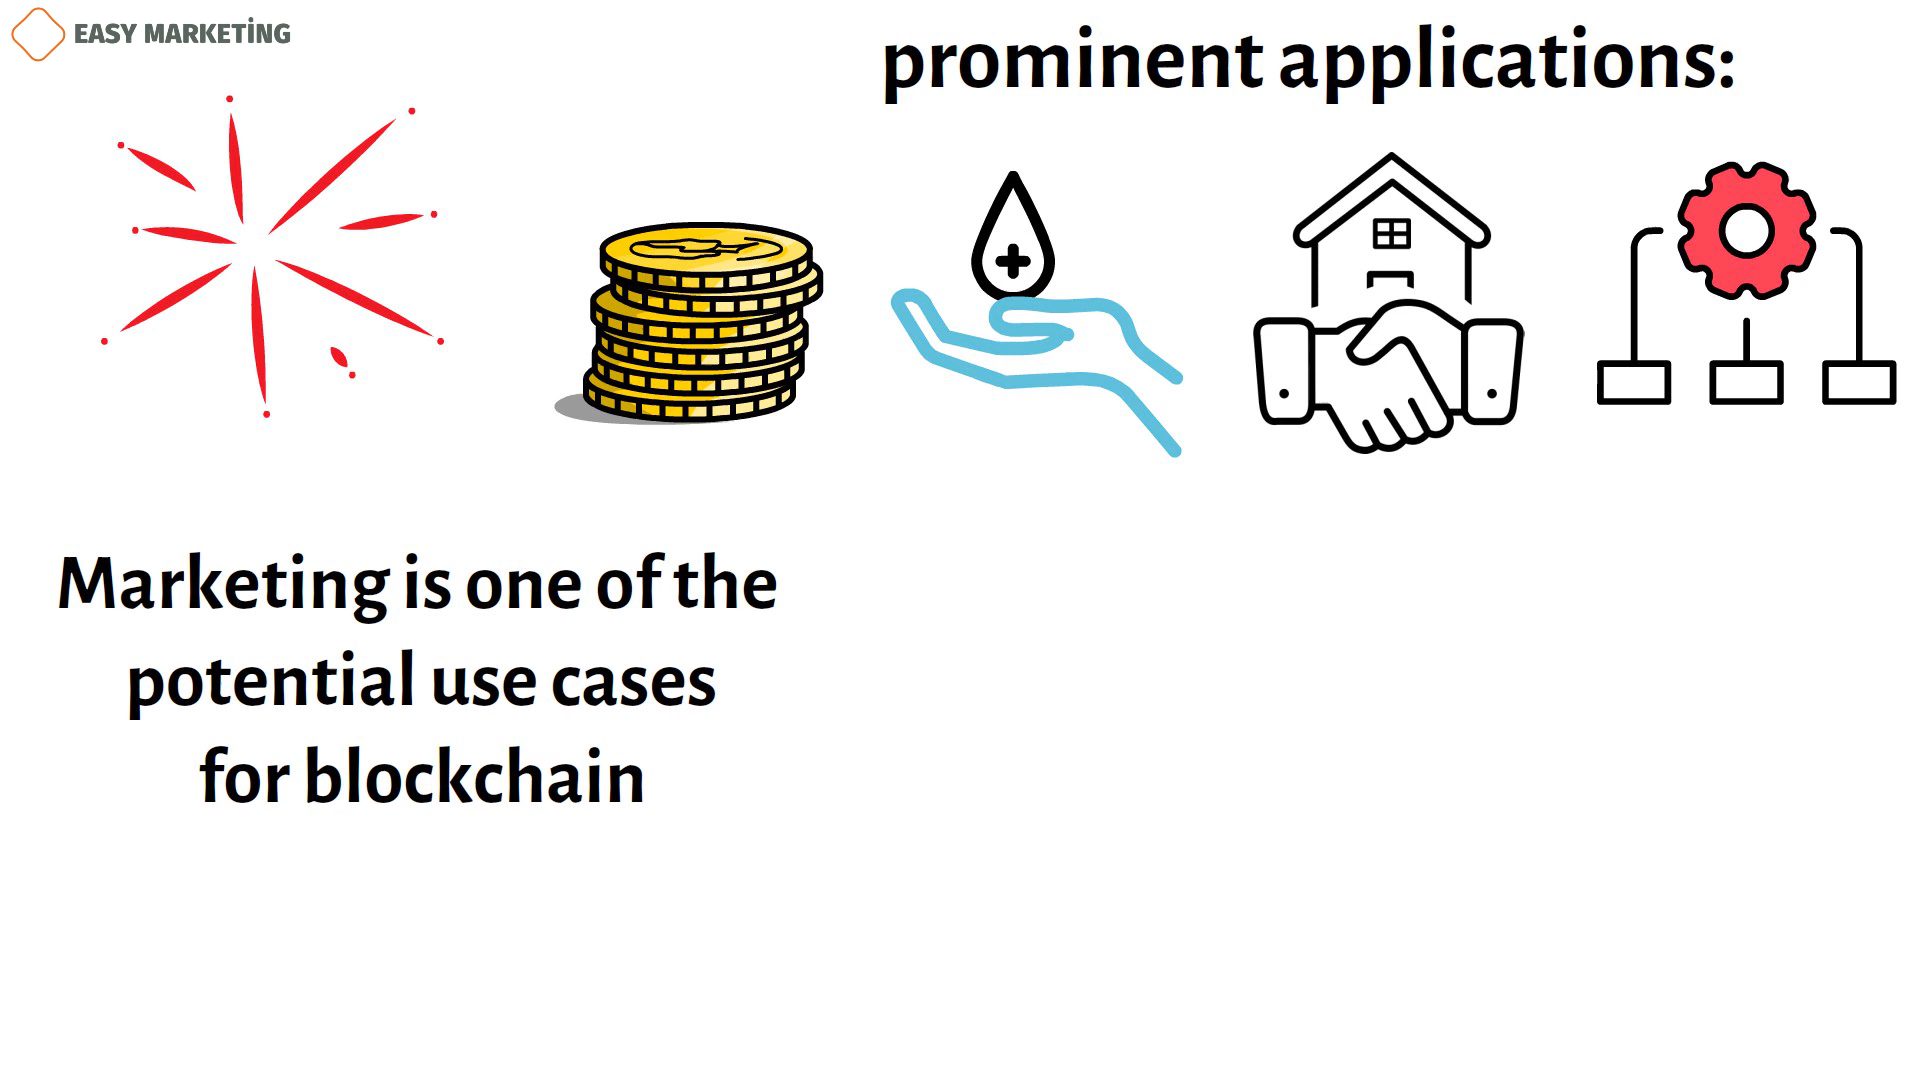 EASY MARKETİNG
prominent applications:
Marketing is one of the
potential use cases
for blockchain